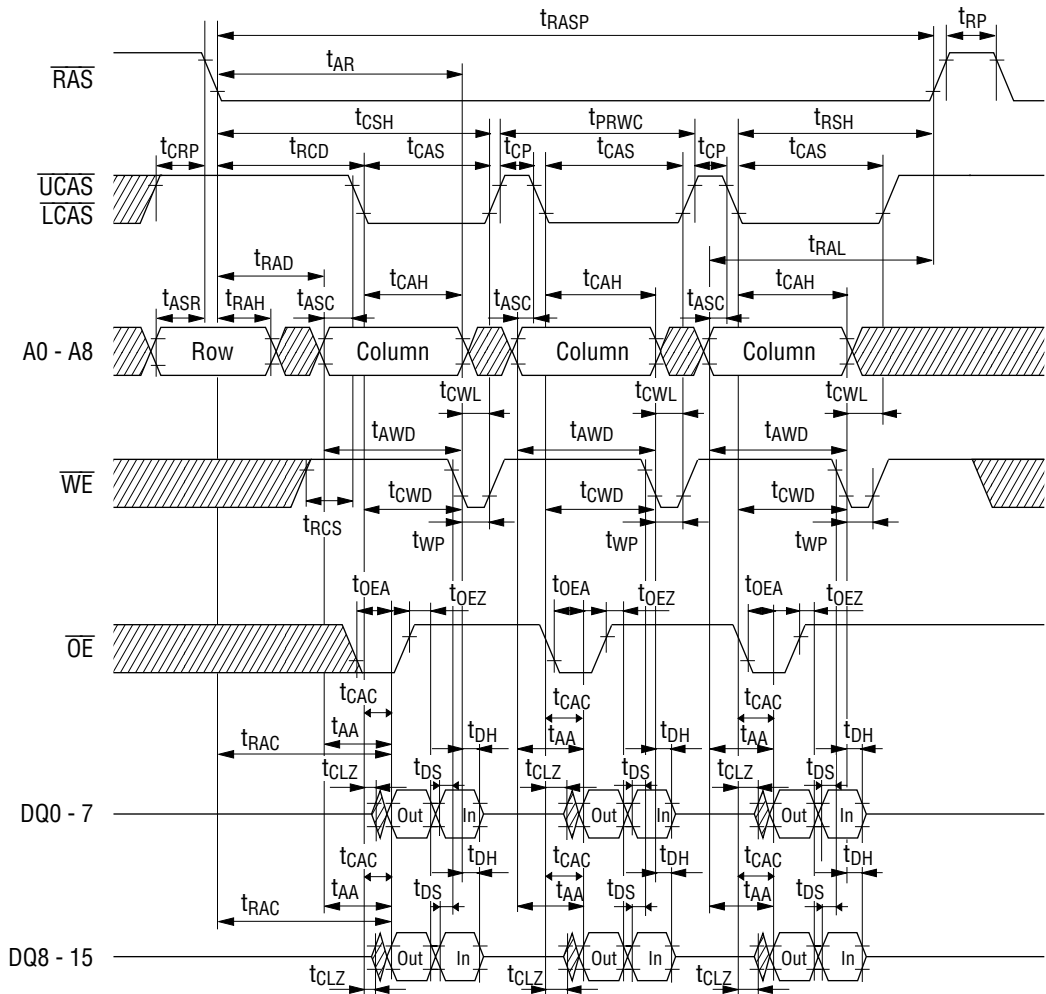 tRASP tRP
tAR
RAS
tCSH tPRWC tRSH
tCRP tRCD tCAS tCP tCAS tCP tCAS
UCAS
LCAS
tRAL
tRAD
tCAH tCAH tCAH
tASR tRAH tASC tASC tASC
A0 - A8 Row Column Column Column
tCWL tCWL tCWL
tAWD tAWD tAWD
WE
tCWD tCWD tCWD
tRCS tWP tWP tWP
tOEA tOEZ tOEA tOEZ tOEA tOEZ
OE
tCAC tCAC tCAC
tRAC tAA tDH tAA tDH tAA tDH
tCLZ tDS tCLZ tDS tCLZ tDS
DQ0 - 7 Out In Out In Out In
tCAC tDH tCAC tDH tCAC tDH
tRAC tAA tDS tAA tDS tAA tDS
DQ8 - 15 Out In Out In Out In
tCLZ tCLZ tCLZ